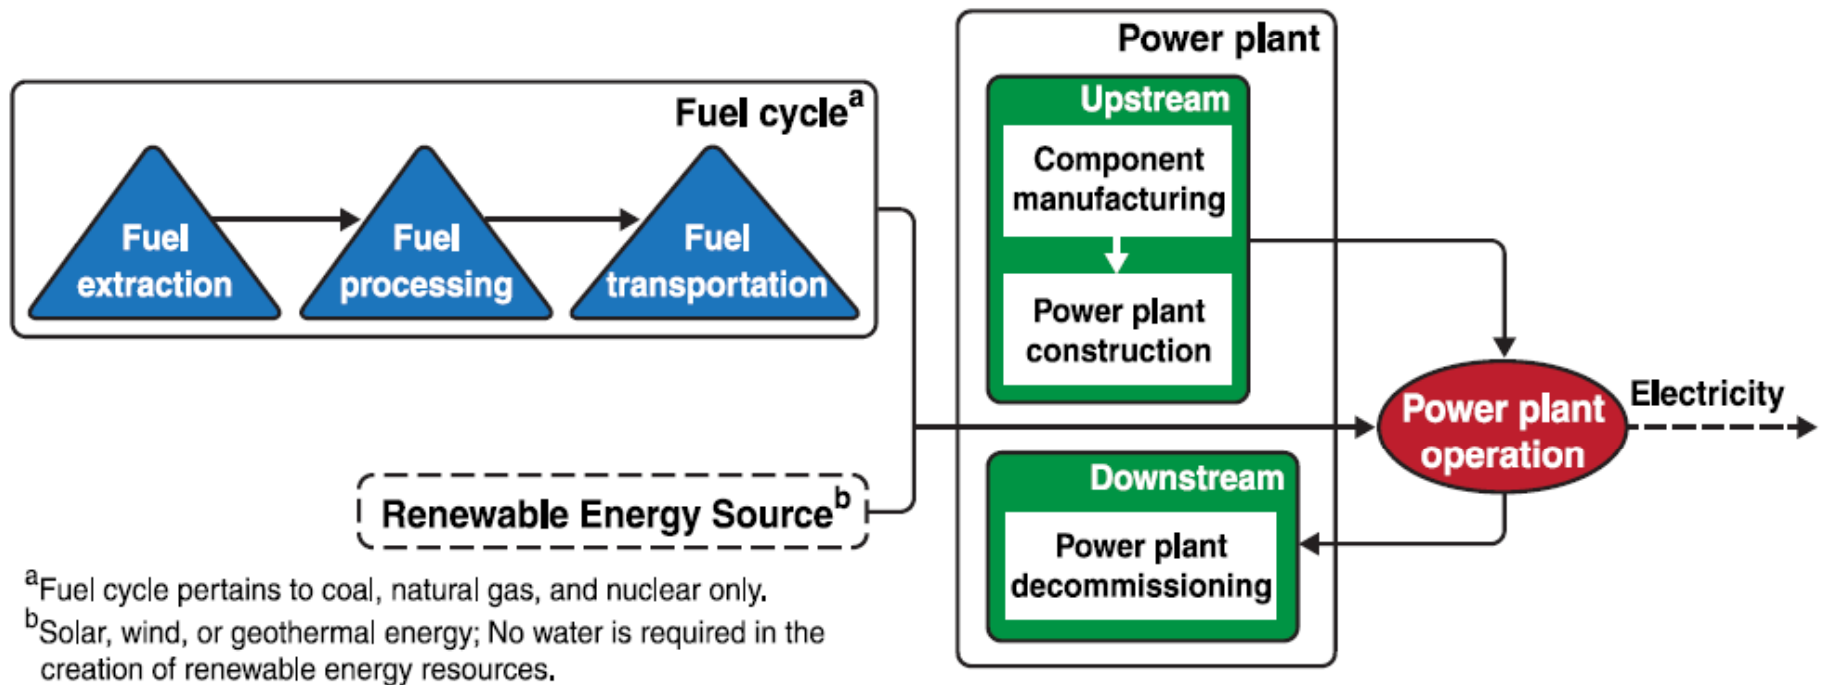 Power plant
Fuel cycleᵃ
Upstream
Component
manufacturing
Fuel
extraction
Fuel
processing
Fuel
transportation
Power plant
construction
Electricity
Power plant
operation
Downstream
Renewable Energy Sourceᵇ
Power plant
decommissioning
ᵃFuel cycle pertains to coal, natural gas, and nuclear only.
ᵇSolar, wind, or geothermal energy; No water is required in the
creation of renewable energy resources.